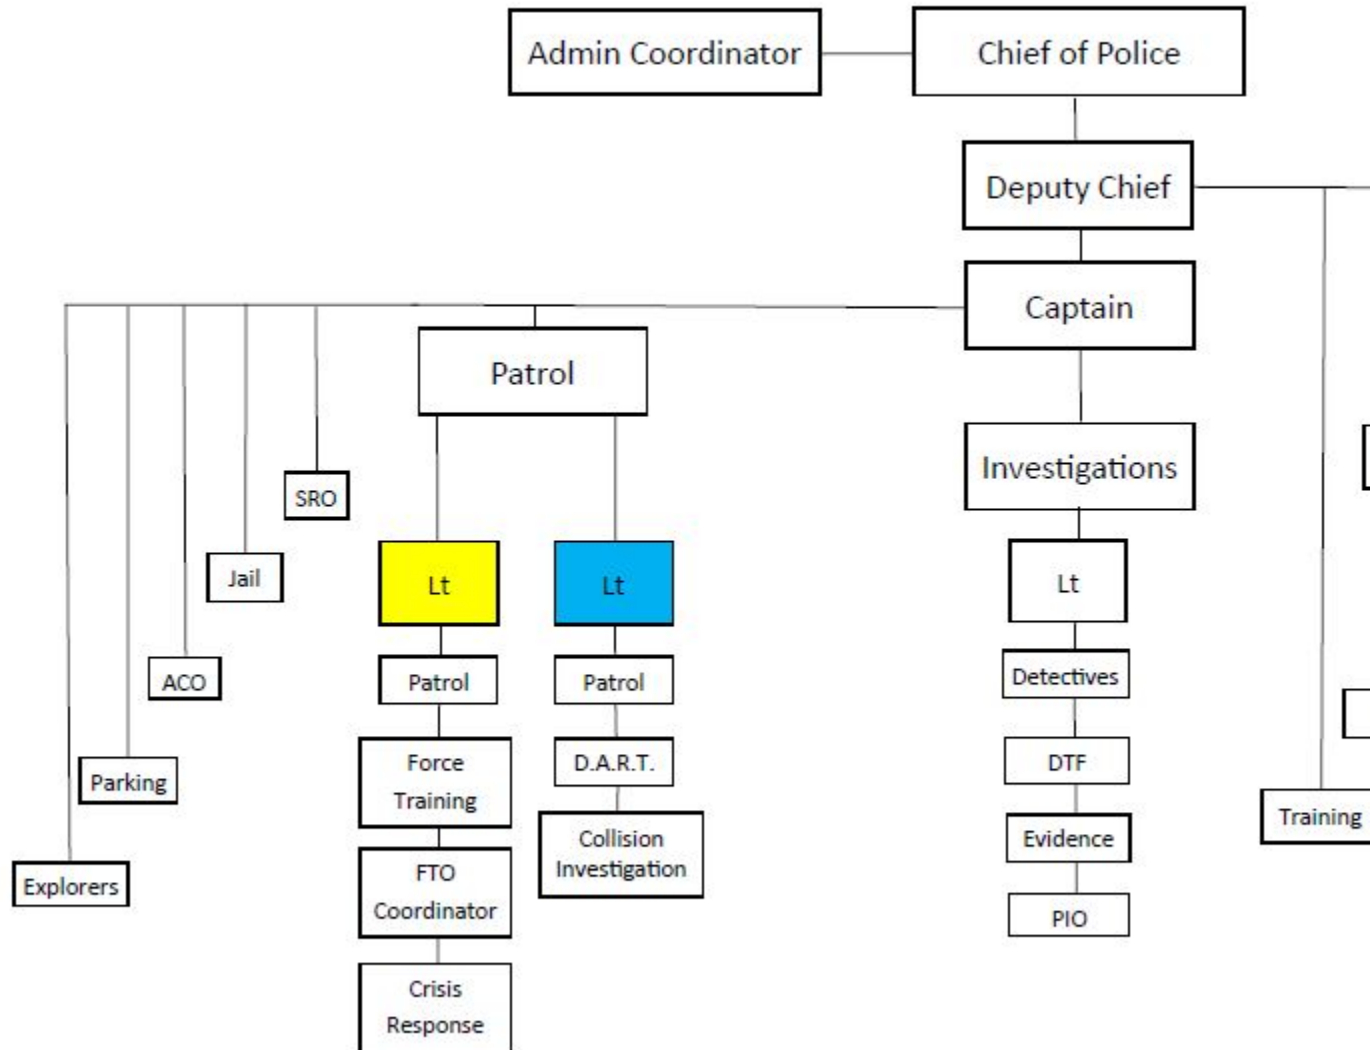 Admin Coordinator
Chief of Police
Deputy Chief
Captain
Patrol
Investigations
SRO
Jail
Lt
Lt
Lt
ACO
Patrol
Patrol
Detectives
Parking
Force
Training
D.A.R.T.
DTF
Training
Explorers
FTO
Coordinator
Collision
Investigation
Evidence
PIO
Crisis
Response